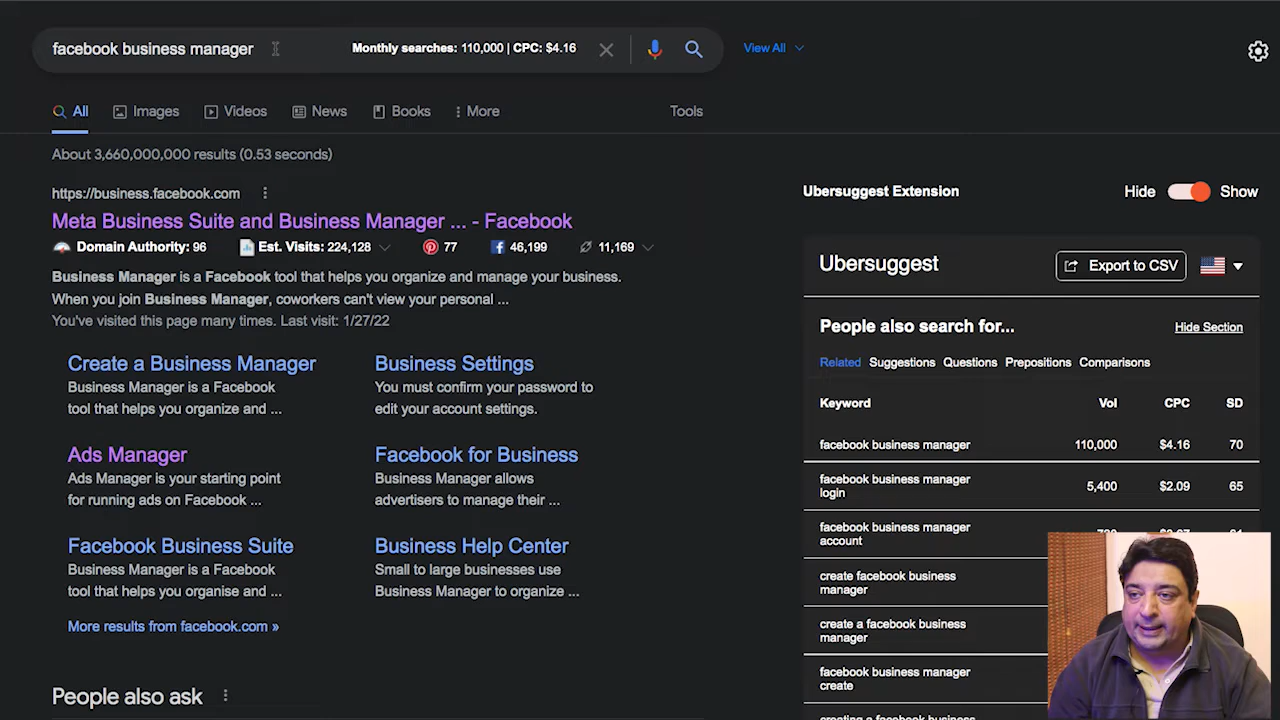 facebook business manager
Monthly searches: 110,000 | CPC: $4.16
View All
All
Images
Videos
News
Books
More
Tools
About 3,660,000,000 results (0.53 seconds)
https://business.facebook.com
Meta Business Suite and Business Manager ... - Facebook
Domain Authority: 96 Est. Visits: 224,128 77 46,199 11,169
Business Manager is a Facebook tool that helps you organize and manage your business.
When you join Business Manager, coworkers can't view your personal ...
You've visited this page many times. Last visit: 1/27/22
Create a Business Manager
Business Manager is a Facebook
tool that helps you organize and ...
Business Settings
You must confirm your password to
edit your account settings.
Ads Manager
Ads Manager is your starting point
for running ads on Facebook ...
Facebook for Business
Business Manager allows
advertisers to manage their ...
Facebook Business Suite
Business Manager is a Facebook
tool that helps you organise and ...
Business Help Center
Small to large businesses use
Business Manager to organize ...
More results from facebook.com »
People also ask
Ubersuggest Extension
Hide
Show
Ubersuggest
Export to CSV
People also search for...
Hide Section
Related Suggestions Questions Prepositions Comparisons
Keyword Vol CPC SD
facebook business manager 110,000 $4.16 70
facebook business manager
login 5,400 $2.09 65
facebook business manager
account
create facebook business
manager
create a facebook business
manager
facebook business manager
create
creating a facebook business